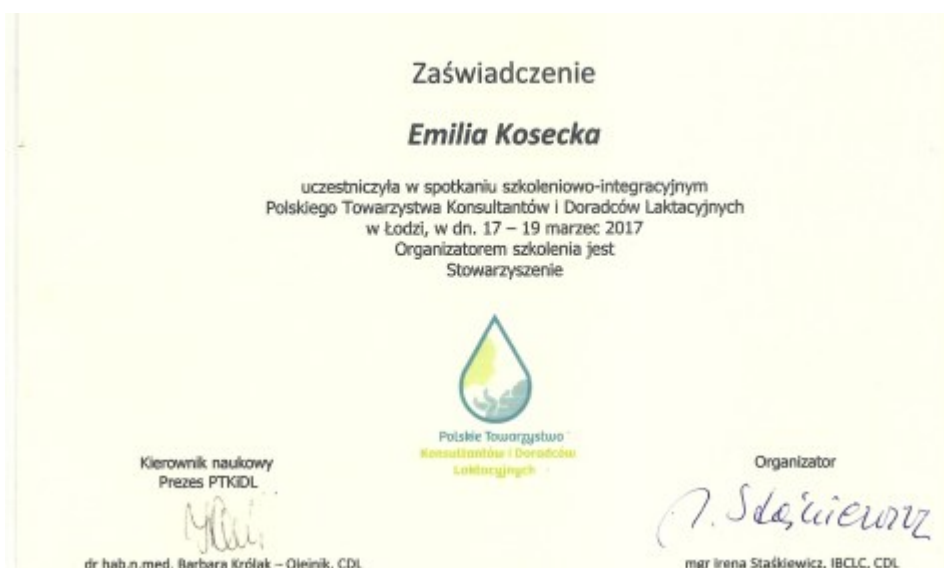 Zaświadczenie
Emilia Kosecka
uczestniczyła w spotkaniu szkoleniowo-integracyjnym
Polskiego Towarzystwa Konsultantów i Doradców Laktacyjnych
w Łodzi, w dn. 17 – 19 marzec 2017
Organizatorem szkolenia jest
Stowarzyszenie
Polskie Towarzystwo
Konsultantów i Doradców
Laktacyjnych
Kierownik naukowy
Prezes PTKiDL
dr hab.n.med. Barbara Królak – Olejnik, CDL
Organizator
I. Staśkiewicz
mgr Irena Staśkiewicz, IBCLC, CDL